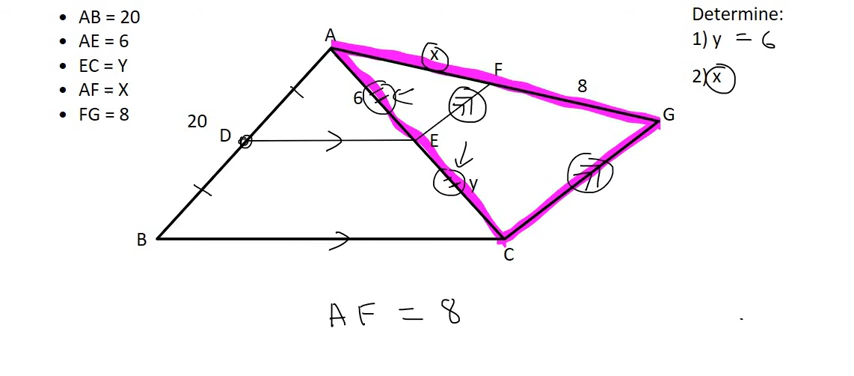 • AB = 20
• AE = 6
• EC = Y
• AF = X
• FG = 8
Determine:
1) y = 6
2) x
A
x
F
8
G
6
20
D
E
y
B
C
AF = 8